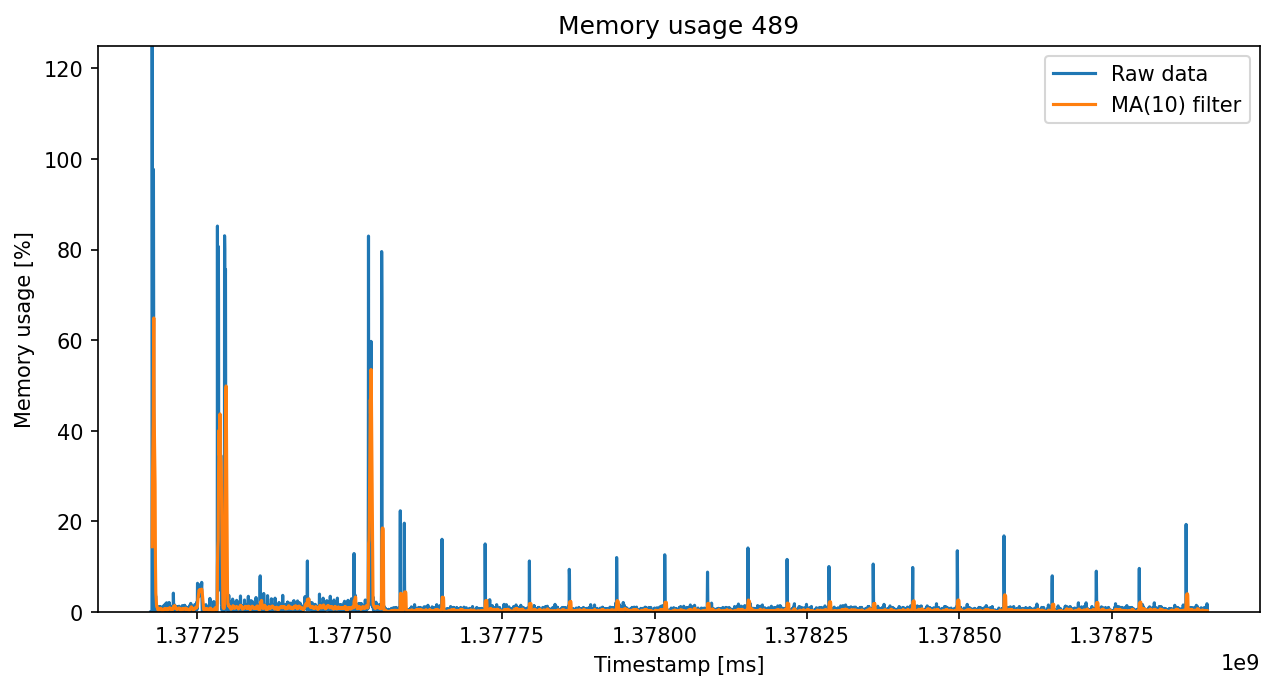 Memory usage 489
Raw data
MA(10) filter
Memory usage [%]
120
100
80
60
40
20
0
1.37725 1.37750 1.37775 1.37800 1.37825 1.37850 1.37875
1e9
Timestamp [ms]